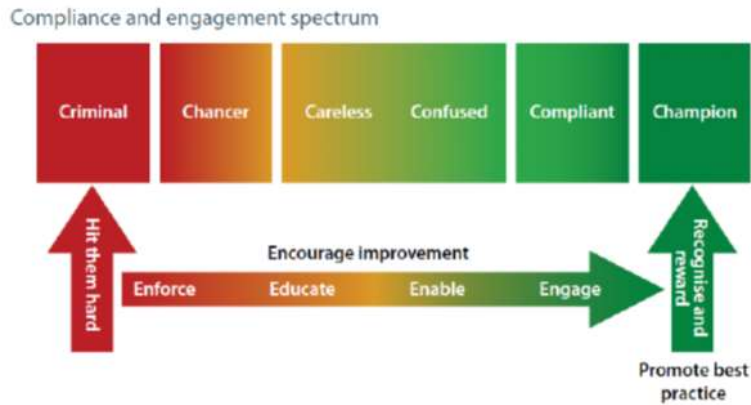 Compliance and engagement spectrum
Criminal
Chancer
Careless
Confused
Compliant
Champion
Hit them hard
Encourage improvement
Enforce
Educate
Enable
Engage
Recognise and
reward
Promote best
practice